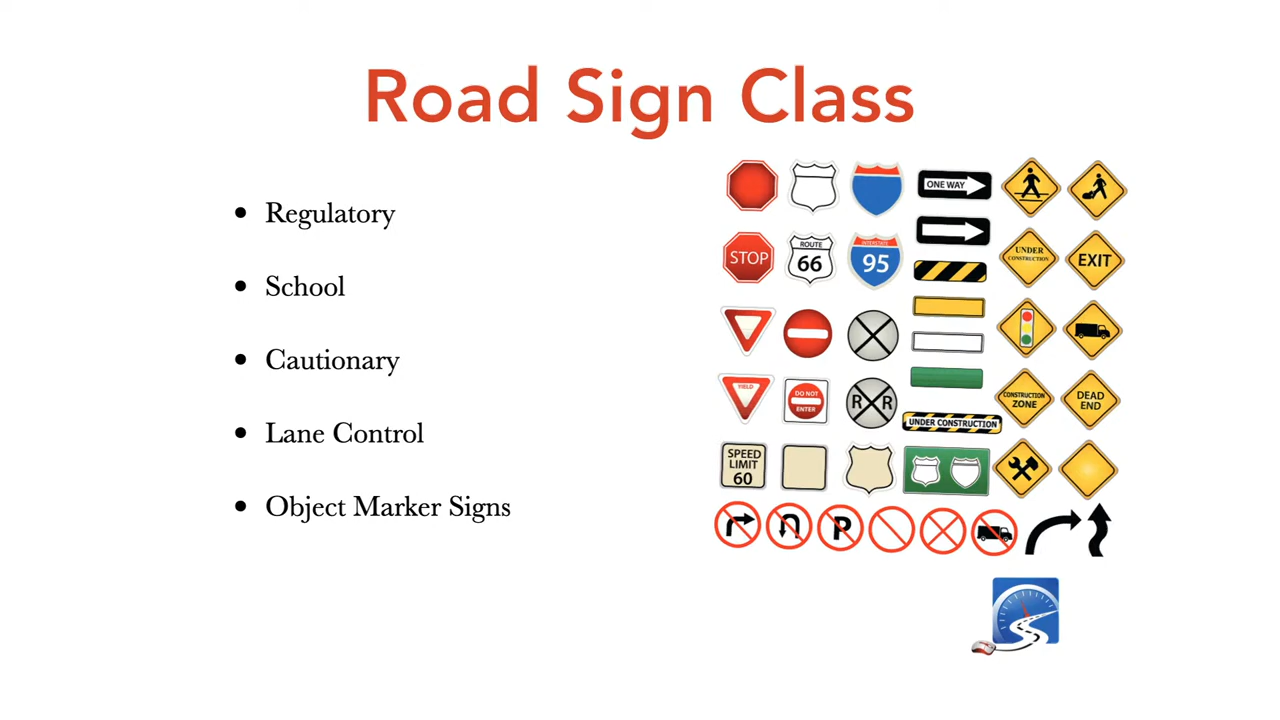 Road Sign Class
• Regulatory
• School
• Cautionary
• Lane Control
• Object Marker Signs
ONE WAY
STOP
ROUTE
66
INTERSTATE
95
UNDER
CONSTRUCTION
EXIT
YIELD
DO NOT
ENTER
R R
UNDER CONSTRUCTION
CONSTRUCTION
ZONE
DEAD
END
SPEED
LIMIT
60
P